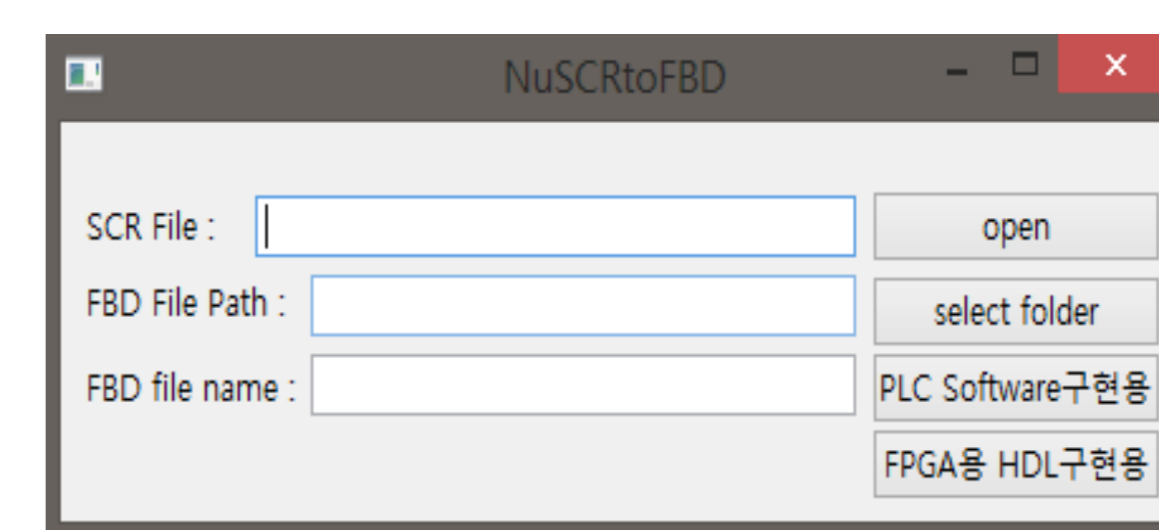 NuSCRtoFBD
SCR File : open
FBD File Path : select folder
FBD file name : PLC Software구현용
FPGA용 HDL구현용